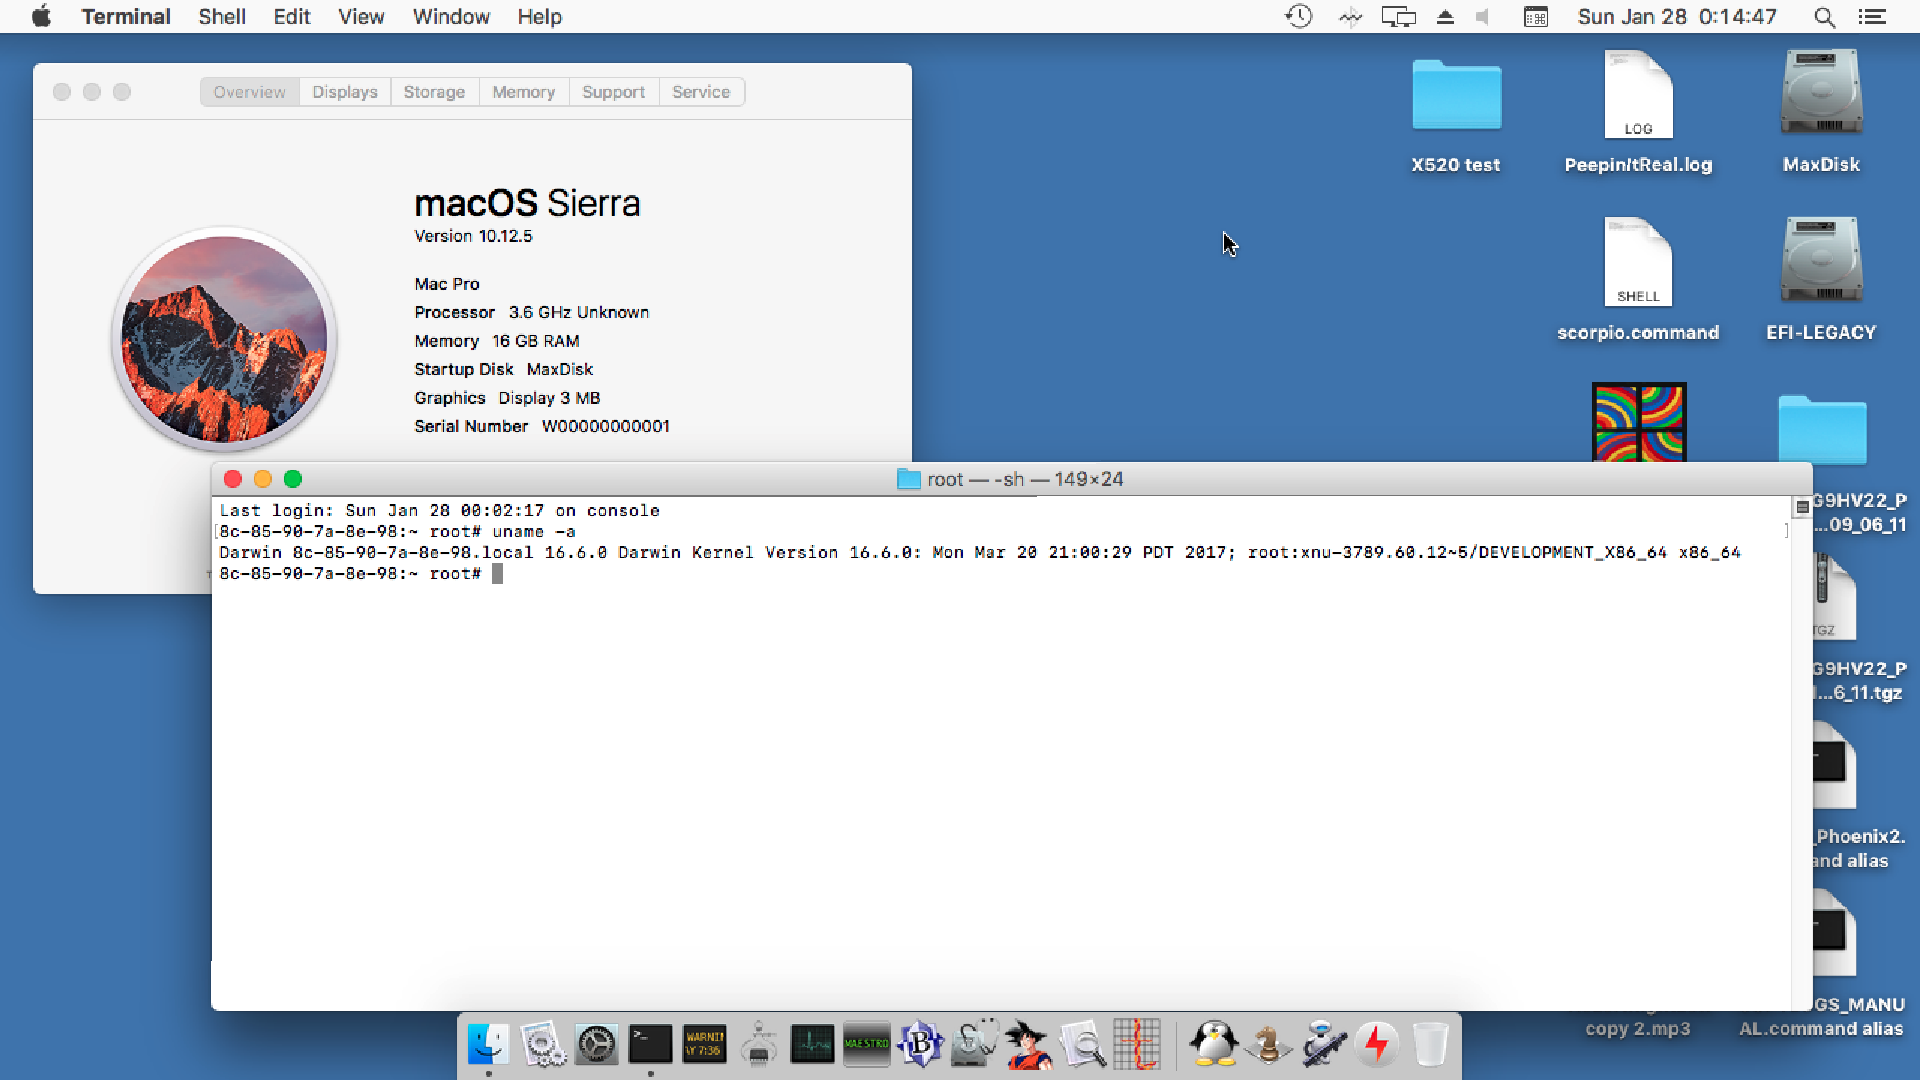 Terminal Shell Edit View Window Help Sun Jan 28 0:14:47
Overview Displays Storage Memory Support Service
macOS Sierra
Version 10.12.5
Mac Pro
Processor 3.6 GHz Unknown
Memory 16 GB RAM
Startup Disk MaxDisk
Graphics Display 3 MB
Serial Number W00000000001
X520 test
LOG
PeepinItReal.log
MaxDisk
SHELL
scorpio.command
EFI-LEGACY
root — -sh — 149×24
Last login: Sun Jan 28 00:02:17 on console
[8c-85-90-7a-8e-98:~ root# uname -a ]
Darwin 8c-85-90-7a-8e-98.local 16.6.0 Darwin Kernel Version 16.6.0: Mon Mar 20 21:00:29 PDT 2017; root:xnu-3789.60.12~5/DEVELOPMENT_X86_64 x86_64
8c-85-90-7a-8e-98:~ root#
G9HV22_P
...09_06_11
TGZ
G9HV22_P
...6_11.tgz
_Phoenix2.
and alias
GS_MANU
AL.command alias
copy 2.mp3
WARNI
AY 7:36
MAESTRO
B